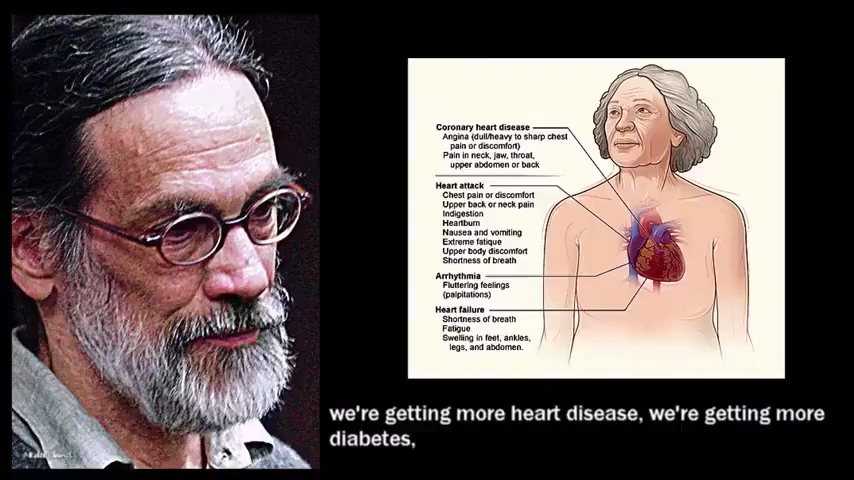 Coronary heart disease
Angina (dull/heavy to sharp chest
pain or discomfort)
Pain in neck, jaw, throat,
upper abdomen or back
Heart attack
Chest pain or discomfort
Upper back or neck pain
Indigestion
Heartburn
Nausea and vomiting
Extreme fatigue
Upper body discomfort
Shortness of breath
Arrhythmia
Fluttering feelings
(palpitations)
Heart failure
Shortness of breath
Fatigue
Swelling in feet, ankles,
legs, and abdomen.
we're getting more heart disease, we're getting more
diabetes,